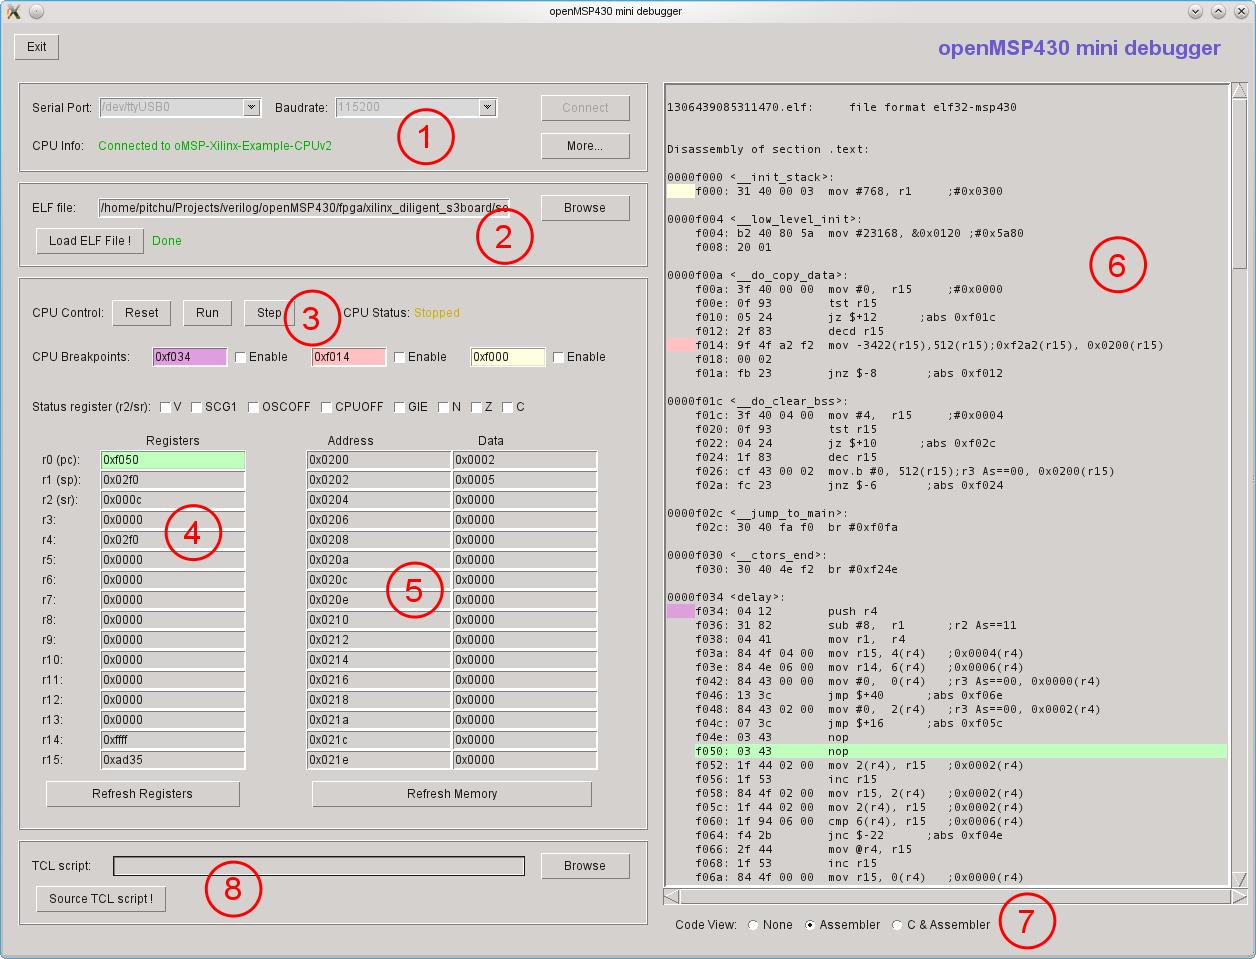 openMSP430 mini debugger
Exit
openMSP430 mini debugger
Serial Port: /dev/ttyUSB0 Baudrate: 115200 Connect
1
CPU Info: Connected to oMSP-Xilinx-Example-CPUv2 More...
ELF file: /home/pitchu/Projects/verilog/openMSP430/fpga/xilinx_diligent_s3board/so Browse
2
Load ELF File ! Done
CPU Control: Reset Run Step CPU Status: Stopped
3
CPU Breakpoints: 0xf034 Enable 0xf014 Enable 0xf000 Enable
Status register (r2/sr): V SCG1 OSCOFF CPUOFF GIE N Z C
Registers Address Data
r0 (pc): 0xf050 0x0200 0x0002
r1 (sp): 0x02f0 0x0202 0x0005
r2 (sr): 0x000c 0x0204 0x0000
r3: 0x0000 0x0206 0x0000
4
r4: 0x02f0 0x0208 0x0000
r5: 0x0000 0x020a 0x0000
r6: 0x0000 0x020c 0x0000
5
r7: 0x0000 0x020e 0x0000
r8: 0x0000 0x0210 0x0000
r9: 0x0000 0x0212 0x0000
r10: 0x0000 0x0214 0x0000
r11: 0x0000 0x0216 0x0000
r12: 0x0000 0x0218 0x0000
r13: 0x0000 0x021a 0x0000
r14: 0xffff 0x021c 0x0000
r15: 0xad35 0x021e 0x0000
Refresh Registers Refresh Memory
TCL script: Browse
8
Source TCL script !
1306439085311470.elf: file format elf32-msp430
Disassembly of section .text:
0000f000 <__init_stack>:
f000: 31 40 00 03 mov #768, r1 ;#0x0300
0000f004 <__low_level_init>:
f004: b2 40 80 5a mov #23168, &0x0120 ;#0x5a80
f008: 20 01
6
0000f00a <__do_copy_data>:
f00a: 3f 40 00 00 mov #0, r15 ;#0x0000
f00e: 0f 93 tst r15
f010: 05 24 jz $+12 ;abs 0xf01c
f012: 2f 83 decd r15
f014: 9f 4f a2 f2 mov -3422(r15),512(r15);0xf2a2(r15), 0x0200(r15)
f018: 00 02
f01a: fb 23 jnz $-8 ;abs 0xf012
0000f01c <__do_clear_bss>:
f01c: 3f 40 04 00 mov #4, r15 ;#0x0004
f020: 0f 93 tst r15
f022: 04 24 jz $+10 ;abs 0xf02c
f024: 1f 83 dec r15
f026: cf 43 00 02 mov.b #0, 512(r15);r3 As==00, 0x0200(r15)
f02a: fc 23 jnz $-6 ;abs 0xf024
0000f02c <__jump_to_main>:
f02c: 30 40 fa f0 br #0xf0fa
0000f030 <__ctors_end>:
f030: 30 40 4e f2 br #0xf24e
0000f034 <delay>:
f034: 04 12 push r4
f036: 31 82 sub #8, r1 ;r2 As==11
f038: 04 41 mov r1, r4
f03a: 84 4f 04 00 mov r15, 4(r4) ;0x0004(r4)
f03e: 84 4e 06 00 mov r14, 6(r4) ;0x0006(r4)
f042: 84 43 00 00 mov #0, 0(r4) ;r3 As==00, 0x0000(r4)
f046: 13 3c jmp $+40 ;abs 0xf06e
f048: 84 43 02 00 mov #0, 2(r4) ;r3 As==00, 0x0002(r4)
f04c: 07 3c jmp $+16 ;abs 0xf05c
f04e: 03 43 nop
f050: 03 43 nop
f052: 1f 44 02 00 mov 2(r4), r15 ;0x0002(r4)
f056: 1f 53 inc r15
f058: 84 4f 02 00 mov r15, 2(r4) ;0x0002(r4)
f05c: 1f 44 02 00 mov 2(r4), r15 ;0x0002(r4)
f060: 1f 94 06 00 cmp 6(r4), r15 ;0x0006(r4)
f064: f4 2b jnc $-22 ;abs 0xf04e
f066: 2f 44 mov @r4, r15
f068: 1f 53 inc r15
f06a: 84 4f 00 00 mov r15, 0(r4) ;0x0000(r4)
Code View: None Assembler C & Assembler
7